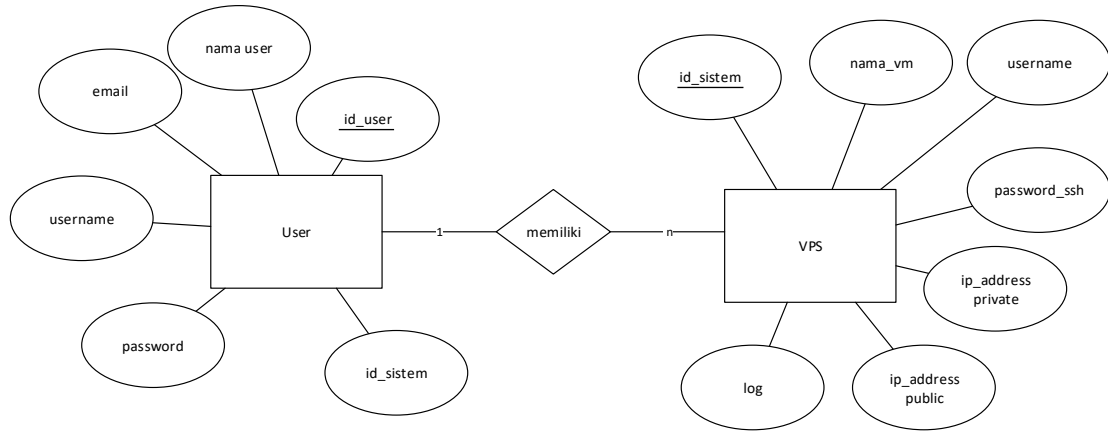 nama user
email
id_user
username
User
password
id_sistem
1
memiliki
n
id_sistem
nama_vm
username
password_ssh
VPS
ip_address
private
ip_address
public
log